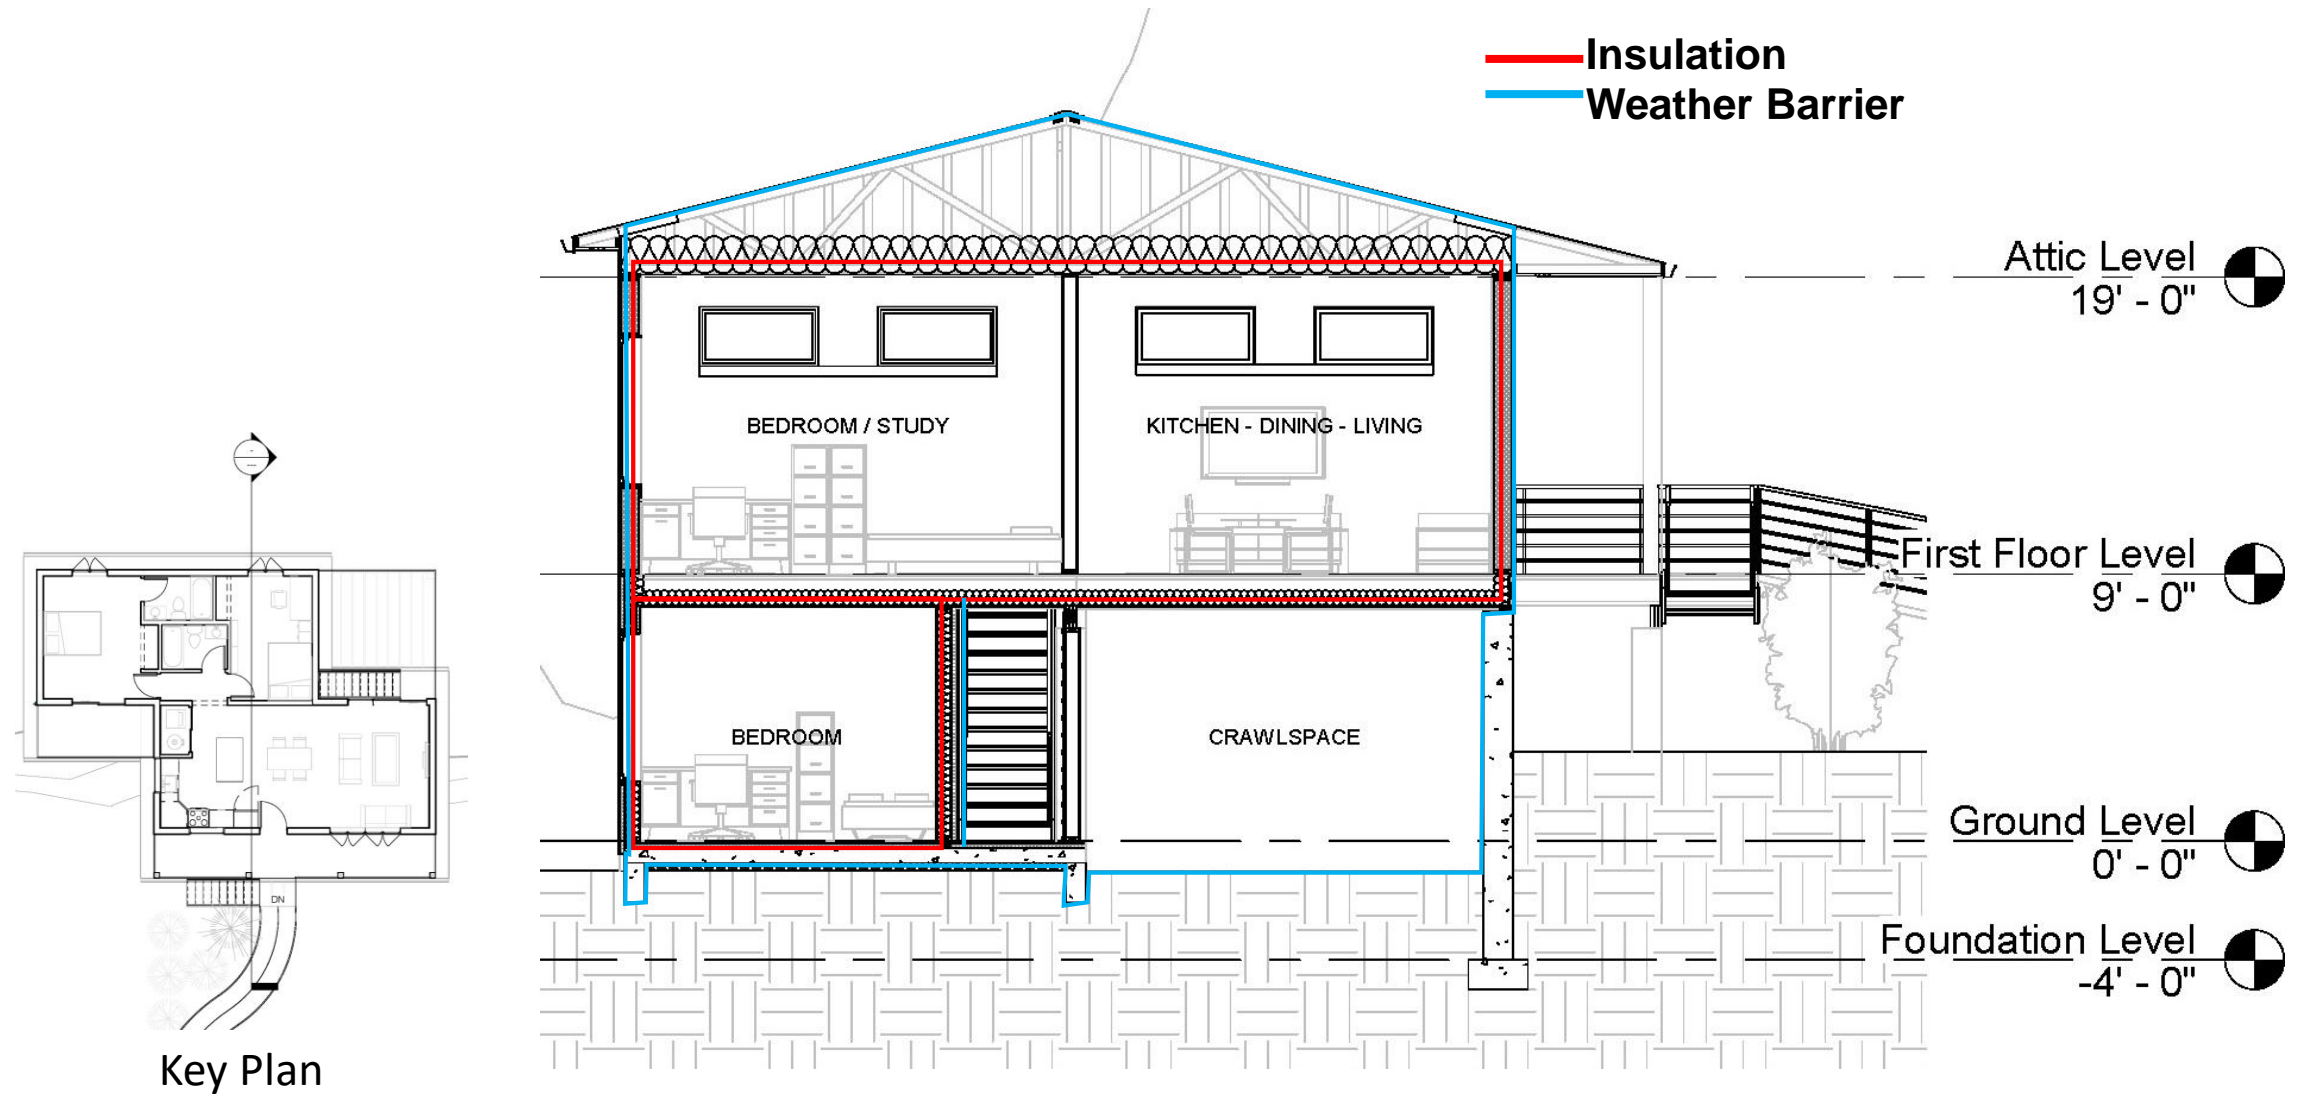 Insulation
Weather Barrier
Attic Level
19' - 0"
BEDROOM / STUDY
KITCHEN - DINING - LIVING
First Floor Level
9' - 0"
BEDROOM
CRAWLSPACE
Ground Level
0' - 0"
DN
Foundation Level
-4' - 0"
Key Plan